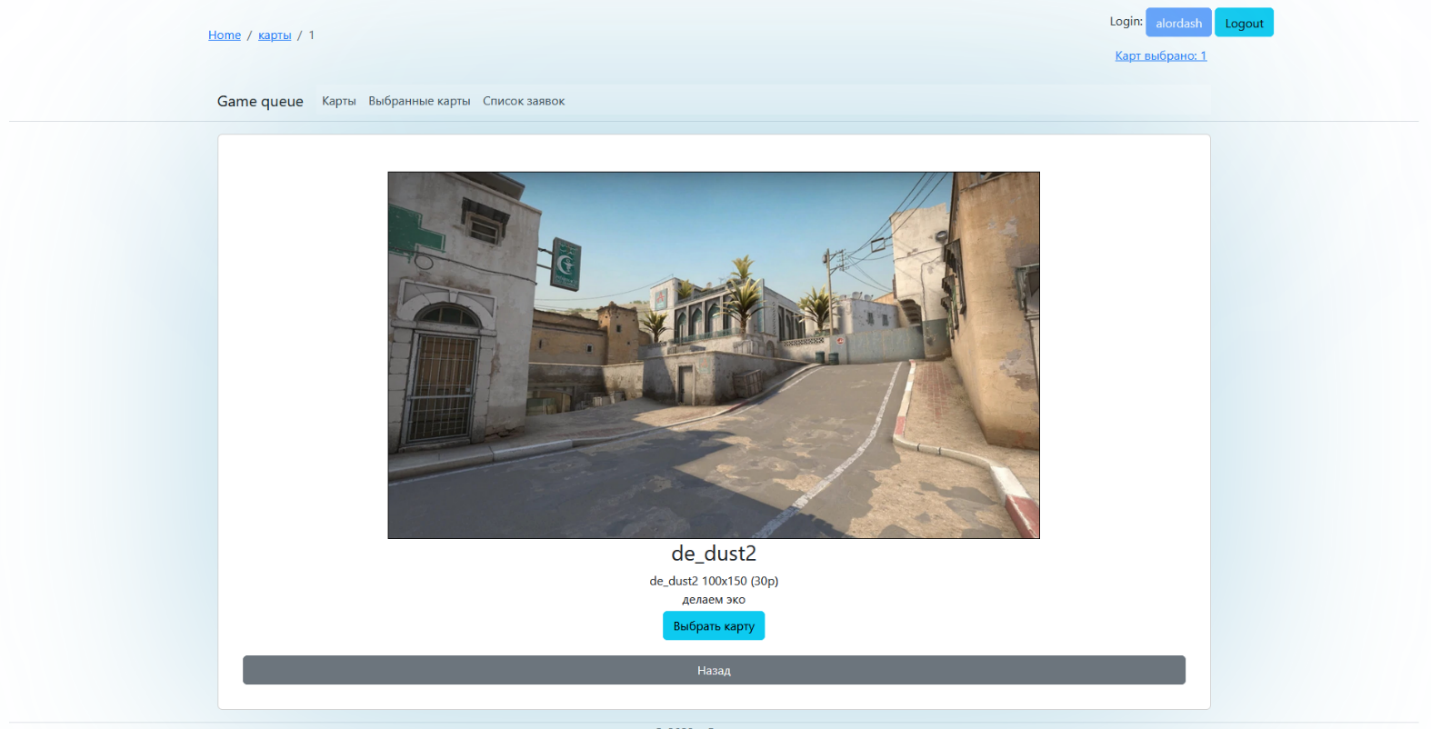 Login: alordash Logout
Home / карты / 1
Карт выбрано: 1
Game queue Карты Выбранные карты Список заявок
de_dust2
de_dust2 100x150 (30p)
делаем эко
Выбрать карту
Назад